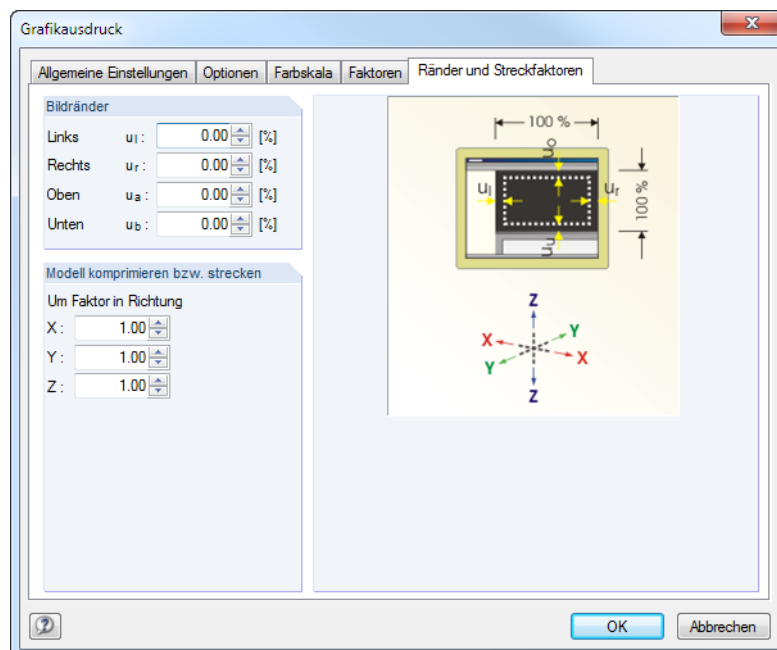 Grafikausdruck
Allgemeine Einstellungen Optionen Farbskala Faktoren Ränder und Streckfaktoren
Bildränder
Links ul : 0.00 [%]
Rechts ur : 0.00 [%]
Oben ua : 0.00 [%]
Unten ub : 0.00 [%]
Modell komprimieren bzw. strecken
Um Faktor in Richtung
X : 1.00
Y : 1.00
Z : 1.00
100 %
uo
ul
ur
100 %
uu
Z
Y
X
X
Y
Z
OK Abbrechen